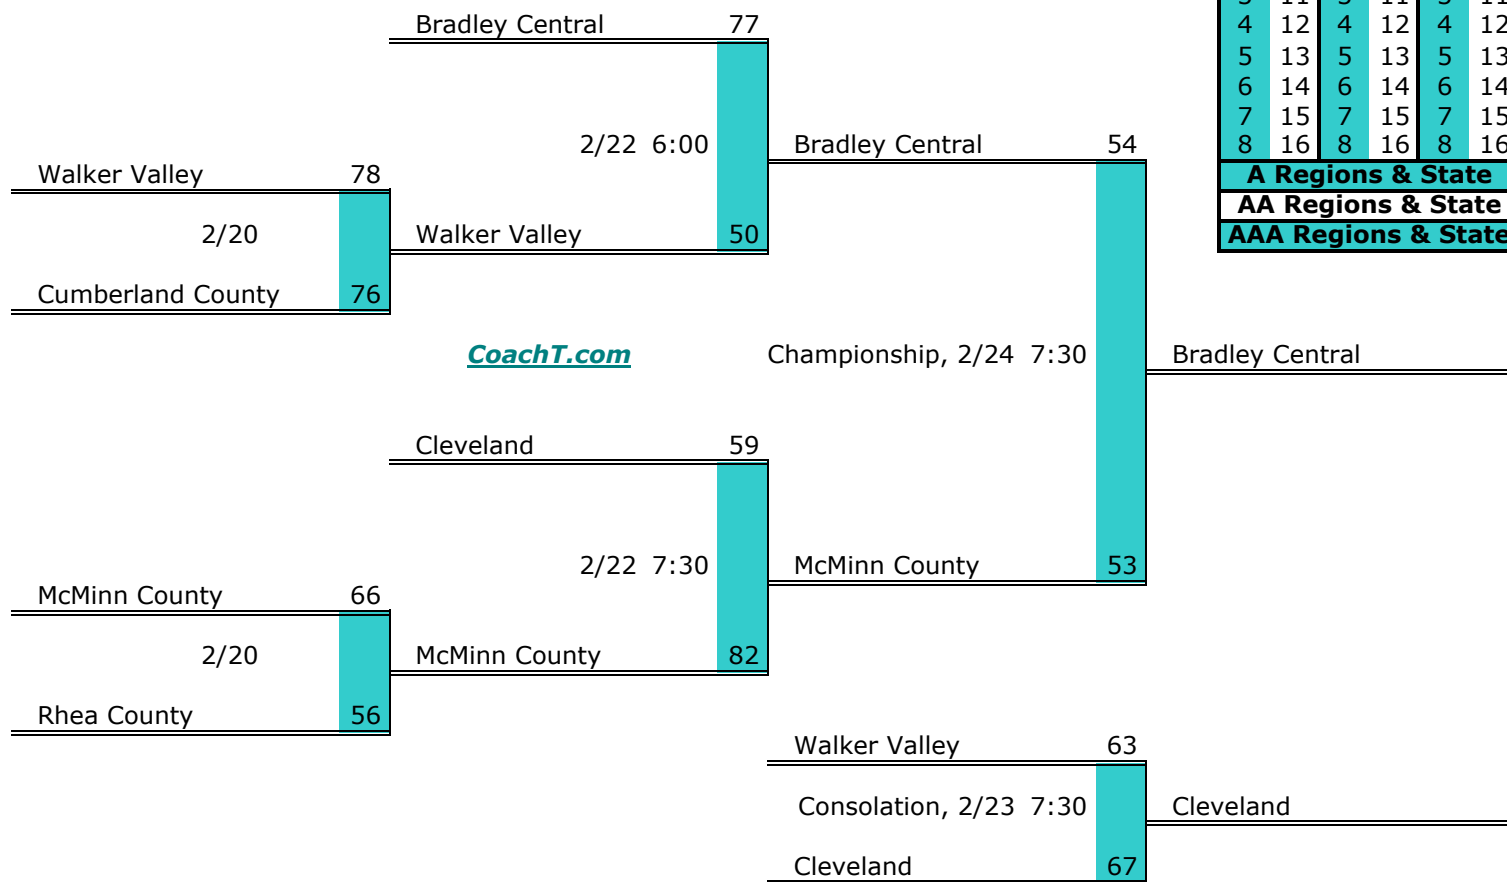 Bradley Central 77
4 12 4 12 4 12
5 13 5 13 5 13
6 14 6 14 6 14
7 15 7 15 7 15
2/22 6:00 Bradley Central 54 8 16 8 16 8 16
Walker Valley 78 A Regions & State
AA Regions & State
2/20 Walker Valley 50 AAA Regions & State
Cumberland County 76
CoachT.com Championship, 2/24 7:30 Bradley Central
Cleveland 59
2/22 7:30 McMinn County 53
McMinn County 66
2/20 McMinn County 82
Rhea County 56
Walker Valley 63
Consolation, 2/23 7:30 Cleveland
Cleveland 67